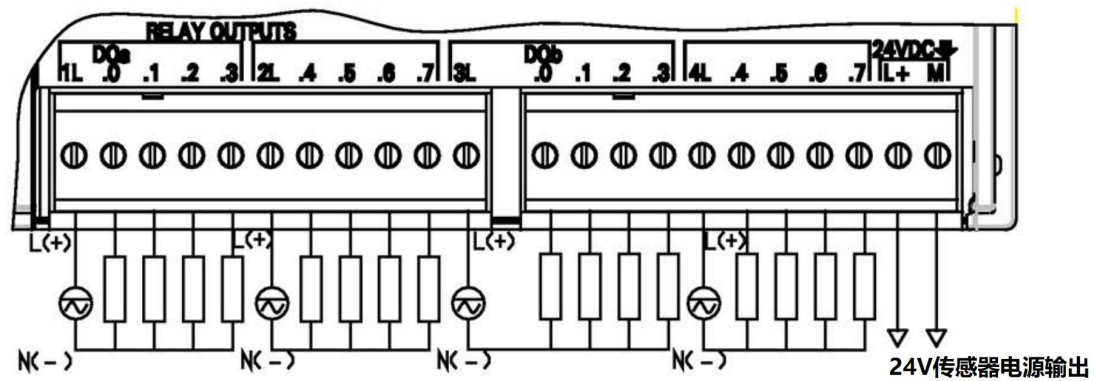 RELAY OUTPUTS
DQa DQb 24VDC
1L .0 .1 .2 .3 2L .4 .5 .6 .7 3L .0 .1 .2 .3 4L .4 .5 .6 .7 L+ M
L(+) L(+) L(+) L(+)
N(-) N(-) N(-) N(-)
24V传感器电源输出